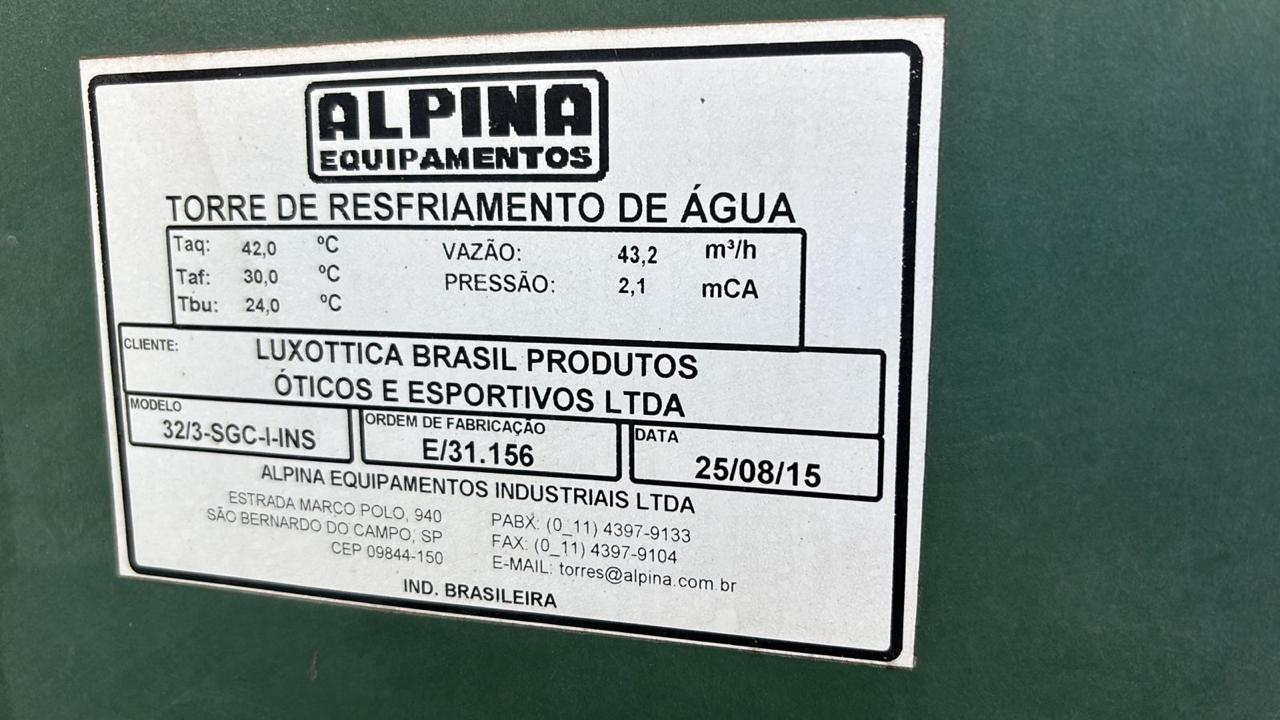 ALPINA
EQUIPAMENTOS
TORRE DE RESFRIAMENTO DE ÁGUA
Taq: 42,0 ºC VAZÃO: 43,2 m³/h
Taf: 30,0 ºC PRESSÃO: 2,1 mCA
Tbu: 24,0 ºC
CLIENTE: LUXOTTICA BRASIL PRODUTOS
ÓTICOS E ESPORTIVOS LTDA
MODELO ORDEM DE FABRICAÇÃO DATA
32/3-SGC-I-INS E/31.156 25/08/15
ALPINA EQUIPAMENTOS INDUSTRIAIS LTDA
ESTRADA MARCO POLO, 940 PABX: (0_11) 4397-9133
SÃO BERNARDO DO CAMPO, SP FAX: (0_11) 4397-9104
CEP 09844-150 E-MAIL: torres@alpina.com.br
IND. BRASILEIRA